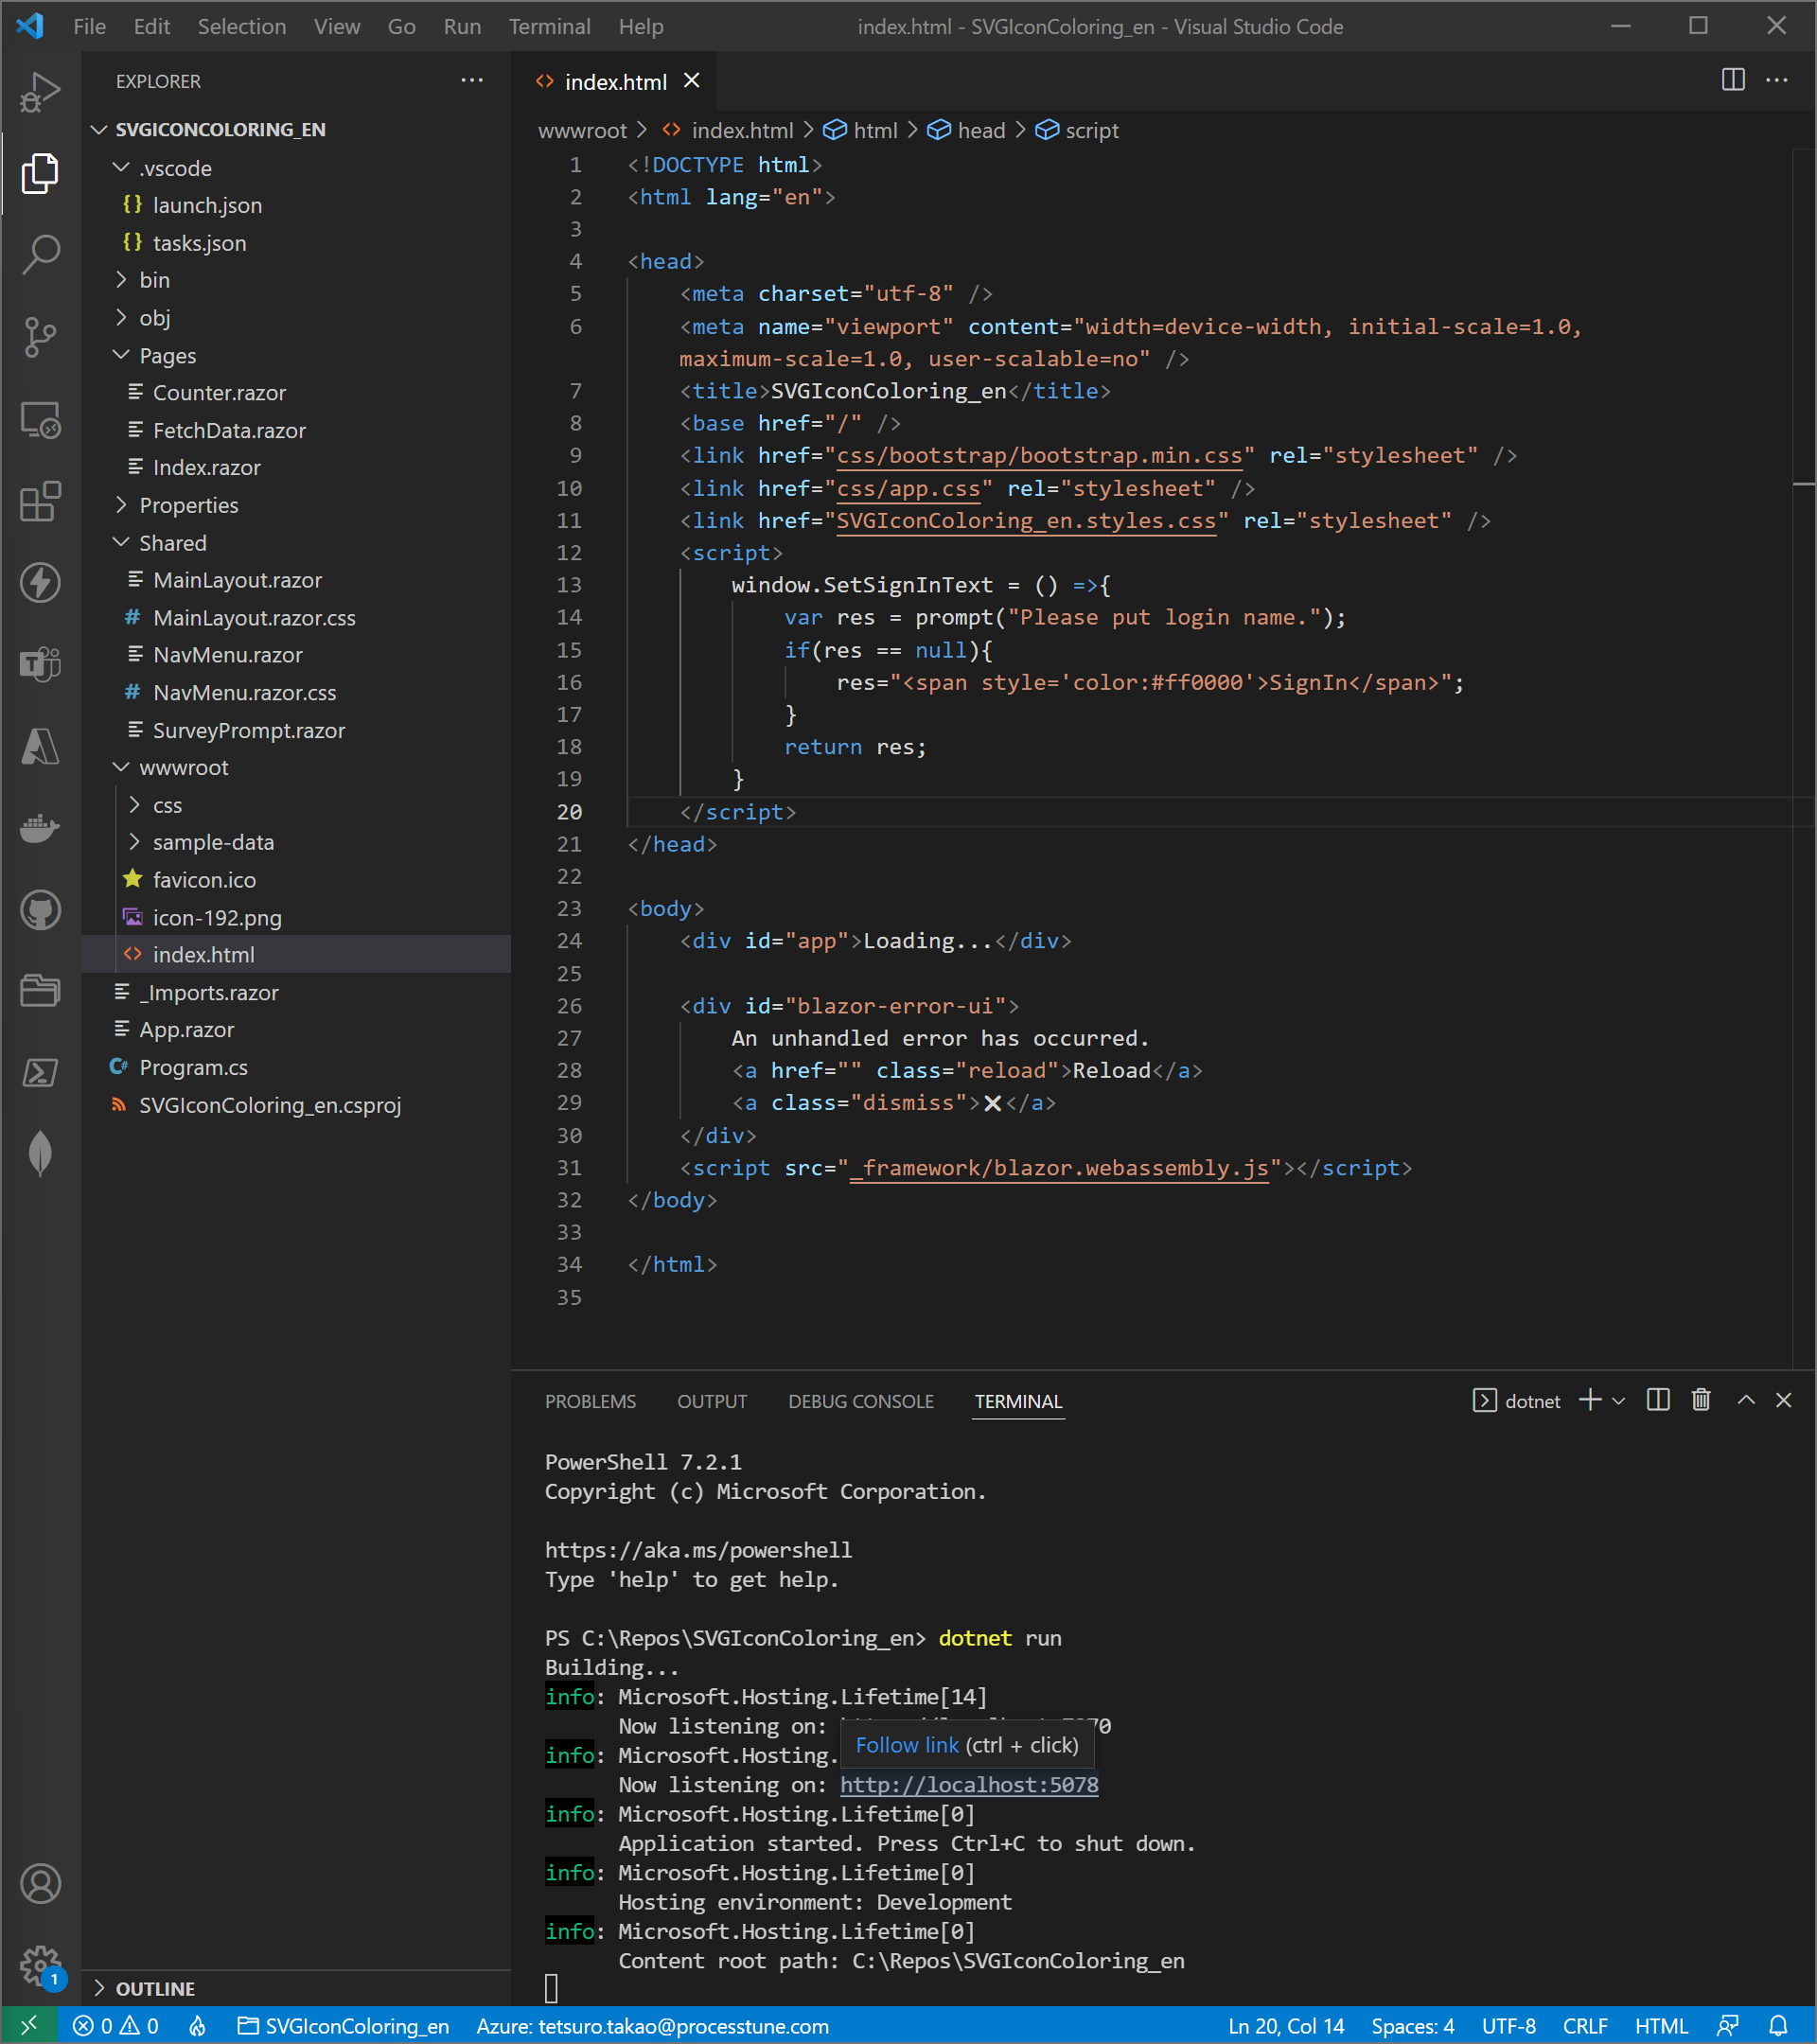 File Edit Selection View Go Run Terminal Help
index.html - SVGIconColoring_en - Visual Studio Code
EXPLORER
SVGICONCOLORING_EN
.vscode
{} launch.json
{} tasks.json
bin
obj
Pages
Counter.razor
FetchData.razor
Index.razor
Properties
Shared
MainLayout.razor
# MainLayout.razor.css
NavMenu.razor
# NavMenu.razor.css
SurveyPrompt.razor
wwwroot
css
sample-data
favicon.ico
icon-192.png
<> index.html
_Imports.razor
App.razor
C# Program.cs
SVGIconColoring_en.csproj
OUTLINE
<> index.html
wwwroot > <> index.html > html > head > script
1 <!DOCTYPE html>
2 <html lang="en">
3
4 <head>
5 <meta charset="utf-8" />
6 <meta name="viewport" content="width=device-width, initial-scale=1.0,
maximum-scale=1.0, user-scalable=no" />
7 <title>SVGIconColoring_en</title>
8 <base href="/" />
9 <link href="css/bootstrap/bootstrap.min.css" rel="stylesheet" />
10 <link href="css/app.css" rel="stylesheet" />
11 <link href="SVGIconColoring_en.styles.css" rel="stylesheet" />
12 <script>
13 window.SetSignInText = () =>{
14 var res = prompt("Please put login name.");
15 if(res == null){
16 res="<span style='color:#ff0000'>SignIn</span>";
17 }
18 return res;
19 }
20 </script>
21 </head>
22
23 <body>
24 <div id="app">Loading...</div>
25
26 <div id="blazor-error-ui">
27 An unhandled error has occurred.
28 <a href="" class="reload">Reload</a>
29 <a class="dismiss">🗙</a>
30 </div>
31 <script src="_framework/blazor.webassembly.js"></script>
32 </body>
33
34 </html>
35
PROBLEMS OUTPUT DEBUG CONSOLE TERMINAL
dotnet
PowerShell 7.2.1
Copyright (c) Microsoft Corporation.
https://aka.ms/powershell
Type 'help' to get help.
PS C:\Repos\SVGIconColoring_en> dotnet run
Building...
info: Microsoft.Hosting.Lifetime[14]
Now listening on:
info: Microsoft.Hosting.
Follow link (ctrl + click)
Now listening on: http://localhost:5078
info: Microsoft.Hosting.Lifetime[0]
Application started. Press Ctrl+C to shut down.
info: Microsoft.Hosting.Lifetime[0]
Hosting environment: Development
info: Microsoft.Hosting.Lifetime[0]
Content root path: C:\Repos\SVGIconColoring_en
1
0 0 SVGIconColoring_en Azure: tetsuro.takao@processtune.com Ln 20, Col 14 Spaces: 4 UTF-8 CRLF HTML